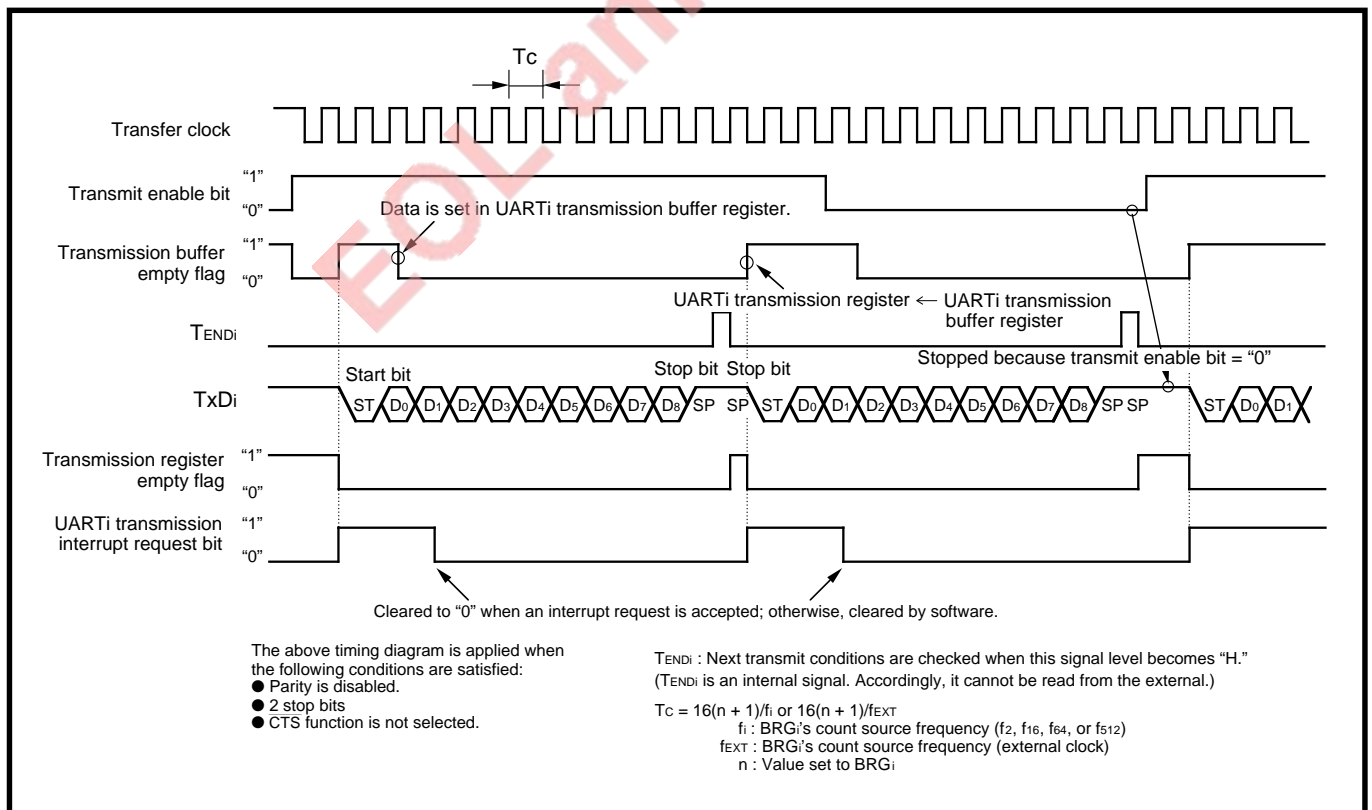 EOL an
Tc
Transfer clock
Transmit enable bit
“1”
“0”
Data is set in UARTi transmission buffer register.
Transmission buffer
empty flag
“1”
“0”
UARTi transmission register ← UARTi transmission
buffer register
TENDi
Stopped because transmit enable bit = “0”
Start bit
Stop bit Stop bit
TxDi
ST D0 D1 D2 D3 D4 D5 D6 D7 D8 SP SP ST D0 D1 D2 D3 D4 D5 D6 D7 D8 SP SP ST D0 D1
Transmission register
empty flag
“1”
“0”
UARTi transmission
interrupt request bit
“1”
“0”
Cleared to “0” when an interrupt request is accepted; otherwise, cleared by software.
The above timing diagram is applied when
the following conditions are satisfied:
● Parity is disabled.
● 2 stop bits
● CTS function is not selected.
TENDi : Next transmit conditions are checked when this signal level becomes “H.”
(TENDi is an internal signal. Accordingly, it cannot be read from the external.)
TC = 16(n + 1)/fi or 16(n + 1)/fEXT
fi : BRGi’s count source frequency (f2, f16, f64, or f512)
fEXT : BRGi’s count source frequency (external clock)
n : Value set to BRGi